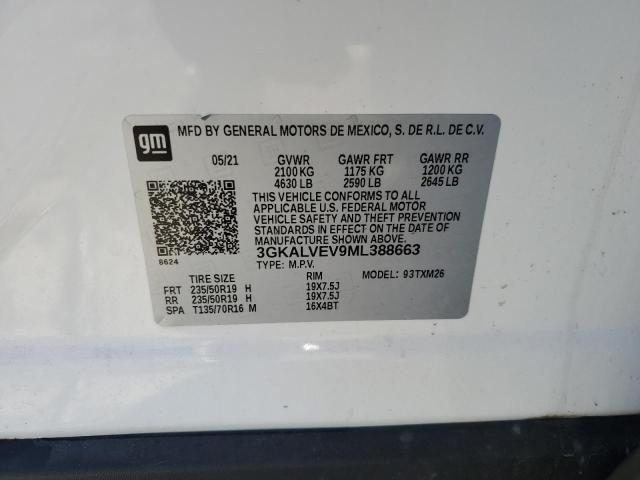 gm
MFD BY GENERAL MOTORS DE MEXICO, S. DE R.L. DE C.V.
05/21 GVWR GAWR FRT GAWR RR
2100 KG 1175 KG 1200 KG
4630 LB 2590 LB 2645 LB
THIS VEHICLE CONFORMS TO ALL
APPLICABLE U.S. FEDERAL MOTOR
VEHICLE SAFETY AND THEFT PREVENTION
STANDARDS IN EFFECT ON THE
DATE OF MANUFACTURE SHOWN ABOVE.
3GKALVEV9ML388663
8624
TYPE: M.P.V. MODEL: 93TXM26
TIRE SIZE RIM
FRT 235/50R19 H 19X7.5J
RR 235/50R19 H 19X7.5J
SPA T135/70R16 M 16X4BT